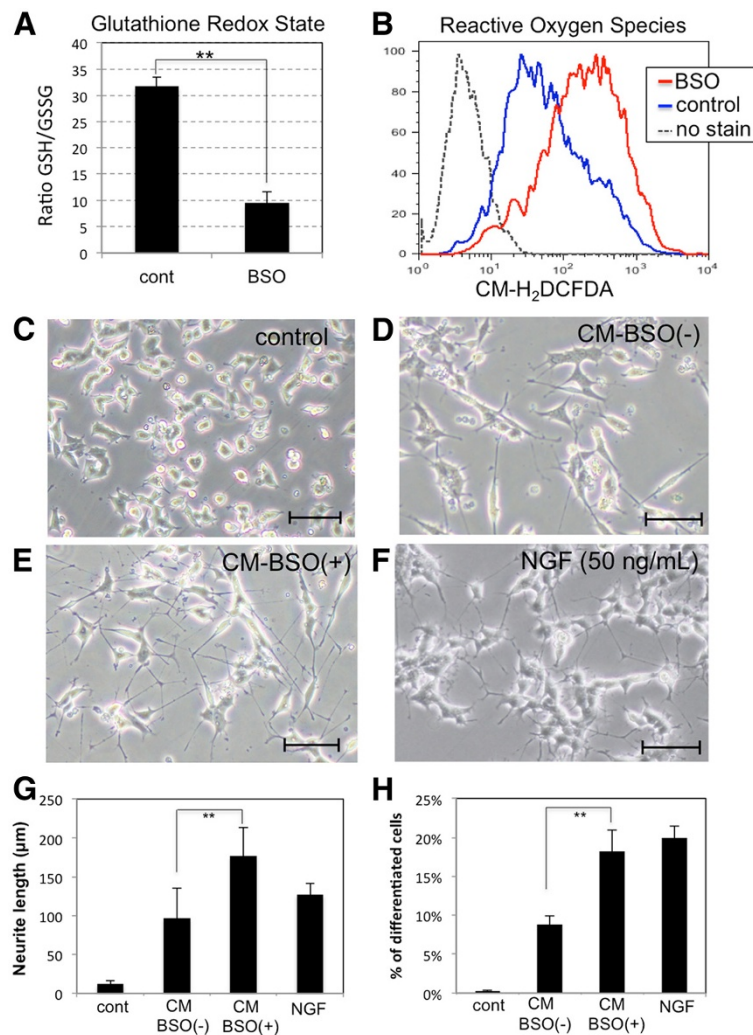 A
Glutathione Redox State
40
35
30
25
20
15
10
5
0
Ratio GSH/GSSG
**
cont
BSO
B
Reactive Oxygen Species
100
80
60
40
20
0
10⁰
10¹
10²
10³
10⁴
CM-H₂DCFDA
BSO
control
no stain
C
control
D
CM-BSO(-)
E
CM-BSO(+)
F
NGF (50 ng/mL)
G
250
200
150
100
50
0
Neurite length (µm)
**
cont
CM
BSO(-)
CM
BSO(+)
NGF
H
25%
20%
15%
10%
5%
0%
% of differentiated cells
**
cont
CM
BSO(-)
CM
BSO(+)
NGF